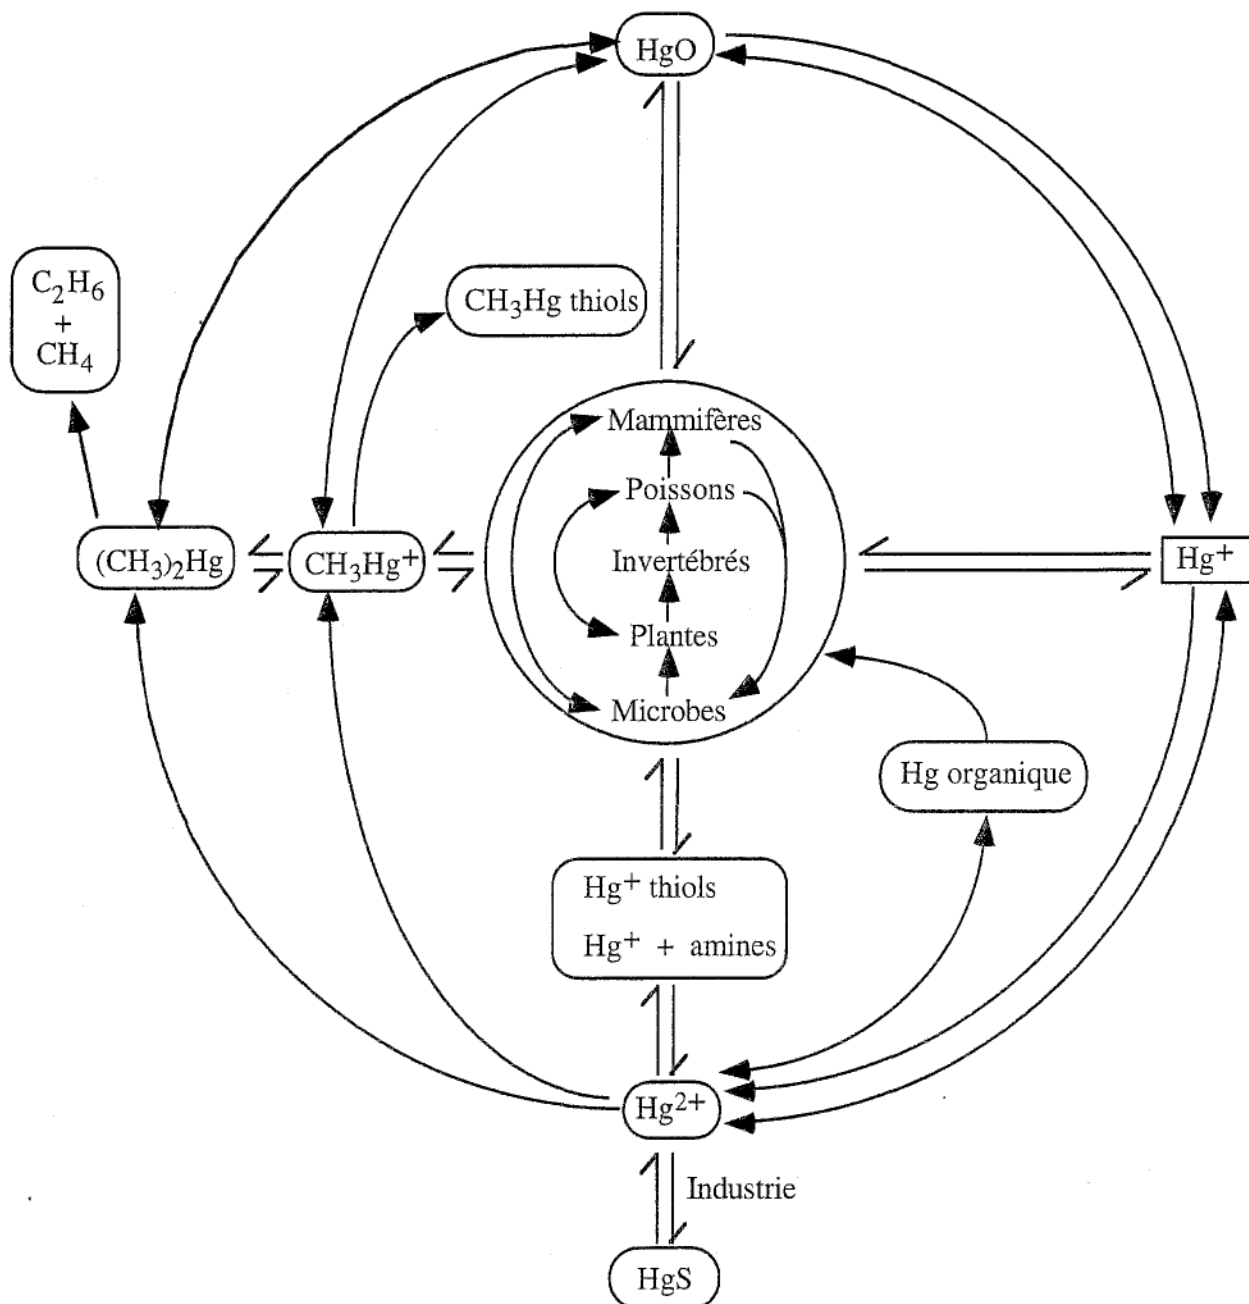 HgO
C₂H₆
+
CH₄
CH₃Hg thiols
Mammifères
Poissons
(CH₃)₂Hg
CH₃Hg⁺
Invertébrés
Hg⁺
Plantes
Microbes
Hg organique
Hg⁺ thiols
Hg⁺ + amines
Hg²⁺
Industrie
HgS